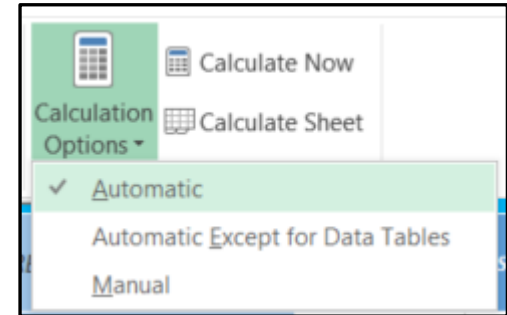 Calculation
Options
Calculate Now
Calculate Sheet
Automatic
Automatic Except for Data Tables
Manual